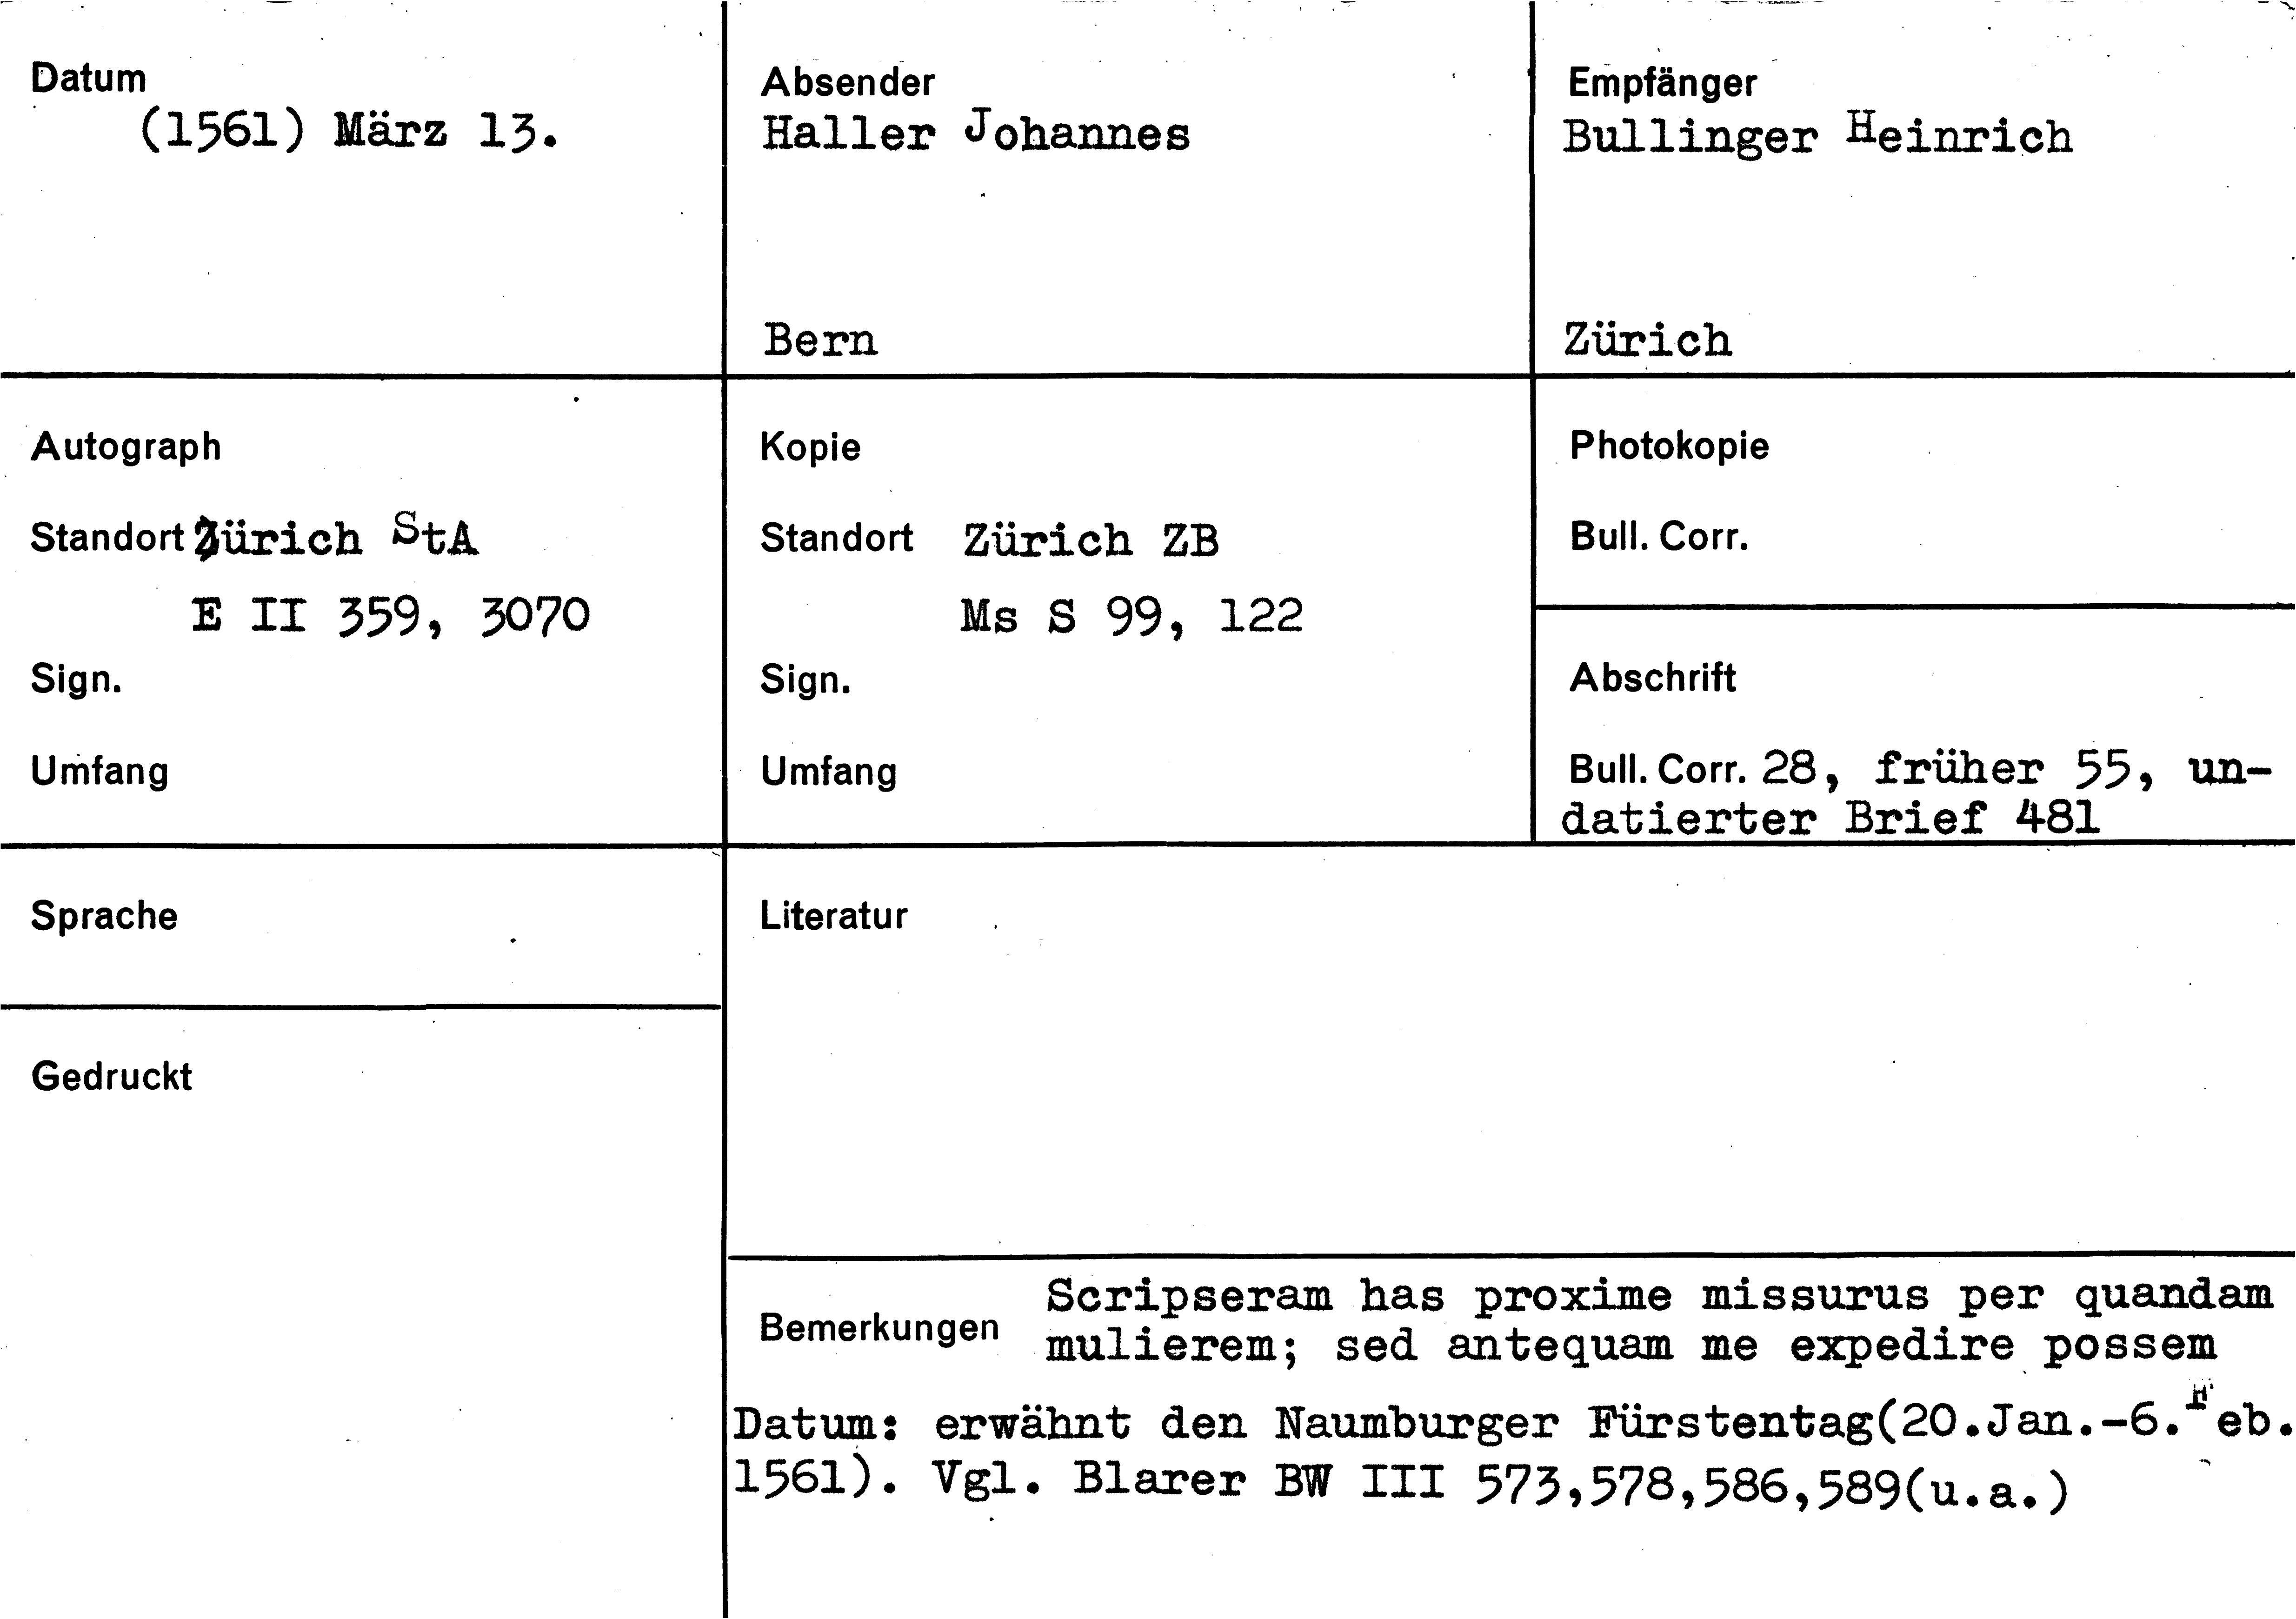 Datum
(1561) März 13.
Absender
Haller Johannes
Bern
Empfänger
Bullinger Heinrich
Zürich
Autograph
Standort Zürich StA
E II 359, 3070
Sign.
Umfang
Kopie
Standort Zürich ZB
Ms S 99, 122
Sign.
Umfang
Photokopie
Bull. Corr.
Abschrift
Bull. Corr. 28, früher 55, un-
datierter Brief 481
Sprache
Gedruckt
Literatur
Bemerkungen
Scripseram has proxime missurus per quandam
mulierem; sed antequam me expedire possem
Datum: erwähnt den Naumburger Fürstentag(20.Jan.-6.Feb.
1561). Vgl. Blarer BW III 573,578,586,589(u.a.)